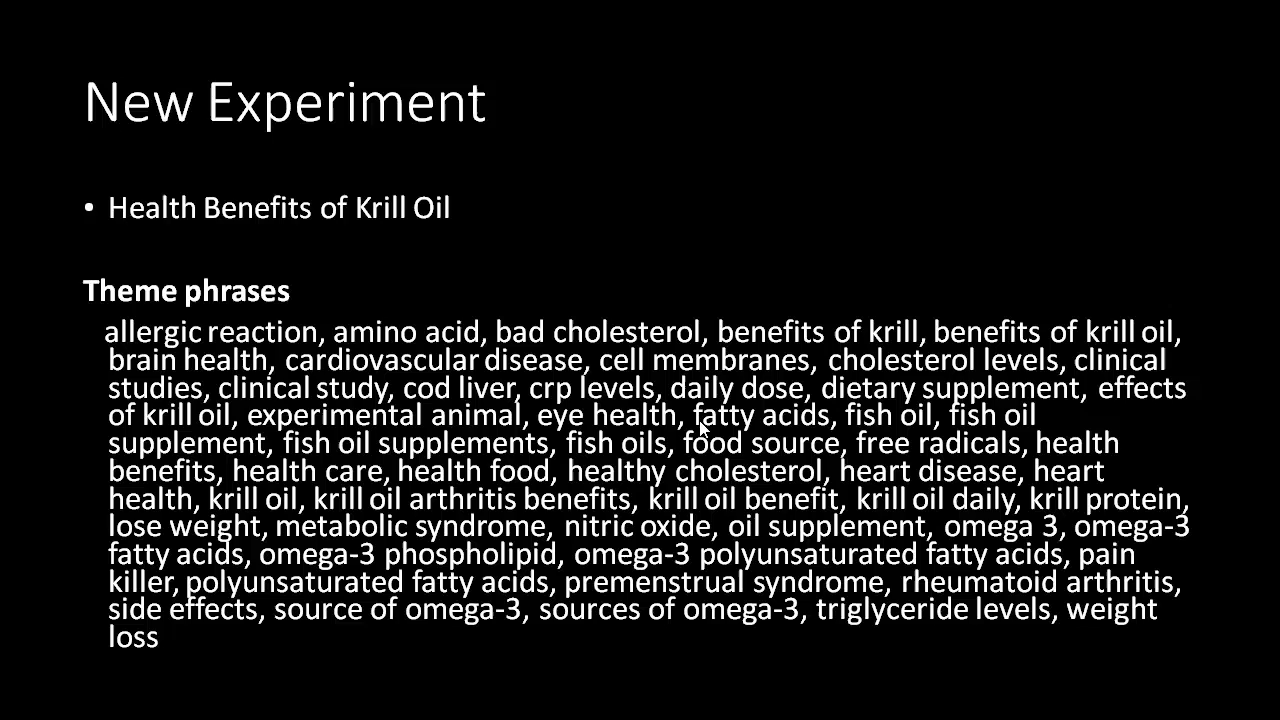 New Experiment
• Health Benefits of Krill Oil
Theme phrases
allergic reaction, amino acid, bad cholesterol, benefits of krill, benefits of krill oil,
brain health, cardiovascular disease, cell membranes, cholesterol levels, clinical
studies, clinical study, cod liver, crp levels, daily dose, dietary supplement, effects
of krill oil, experimental animal, eye health, fatty acids, fish oil, fish oil
supplement, fish oil supplements, fish oils, food source, free radicals, health
benefits, health care, health food, healthy cholesterol, heart disease, heart
health, krill oil, krill oil arthritis benefits, krill oil benefit, krill oil daily, krill protein,
lose weight, metabolic syndrome, nitric oxide, oil supplement, omega 3, omega-3
fatty acids, omega-3 phospholipid, omega-3 polyunsaturated fatty acids, pain
killer, polyunsaturated fatty acids, premenstrual syndrome, rheumatoid arthritis,
side effects, source of omega-3, sources of omega-3, triglyceride levels, weight
loss